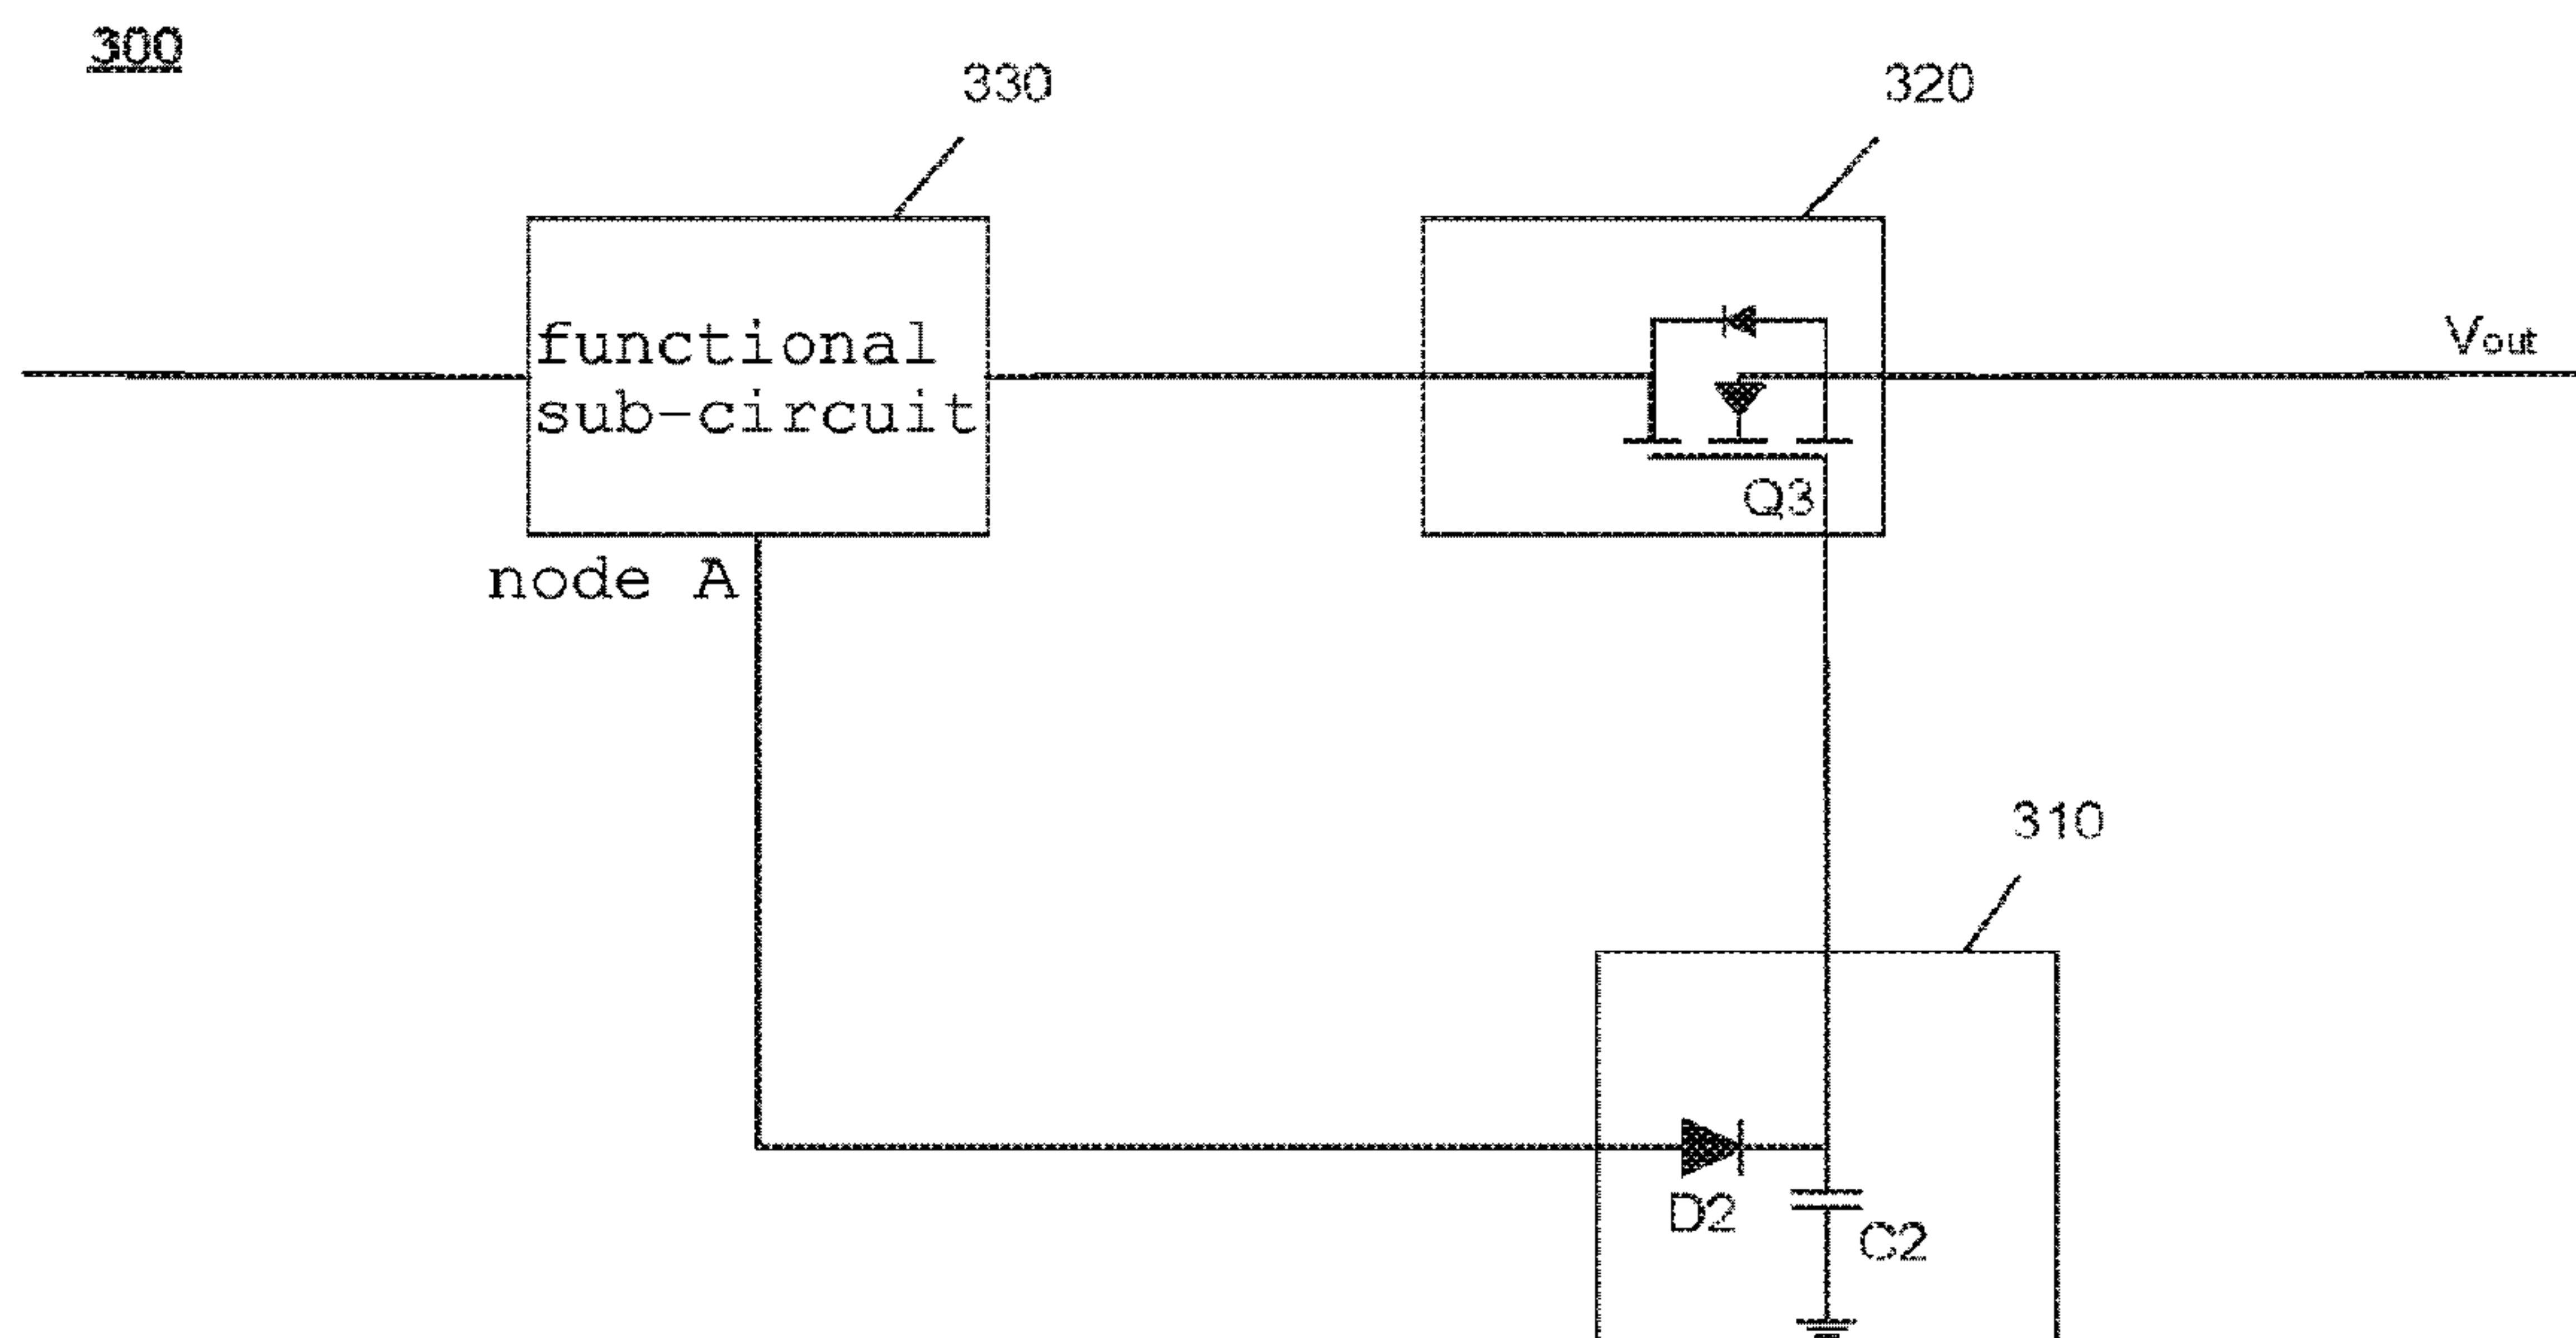 300
330
320
functional
sub-circuit
Vout
Q3
node A
310
D2
C2